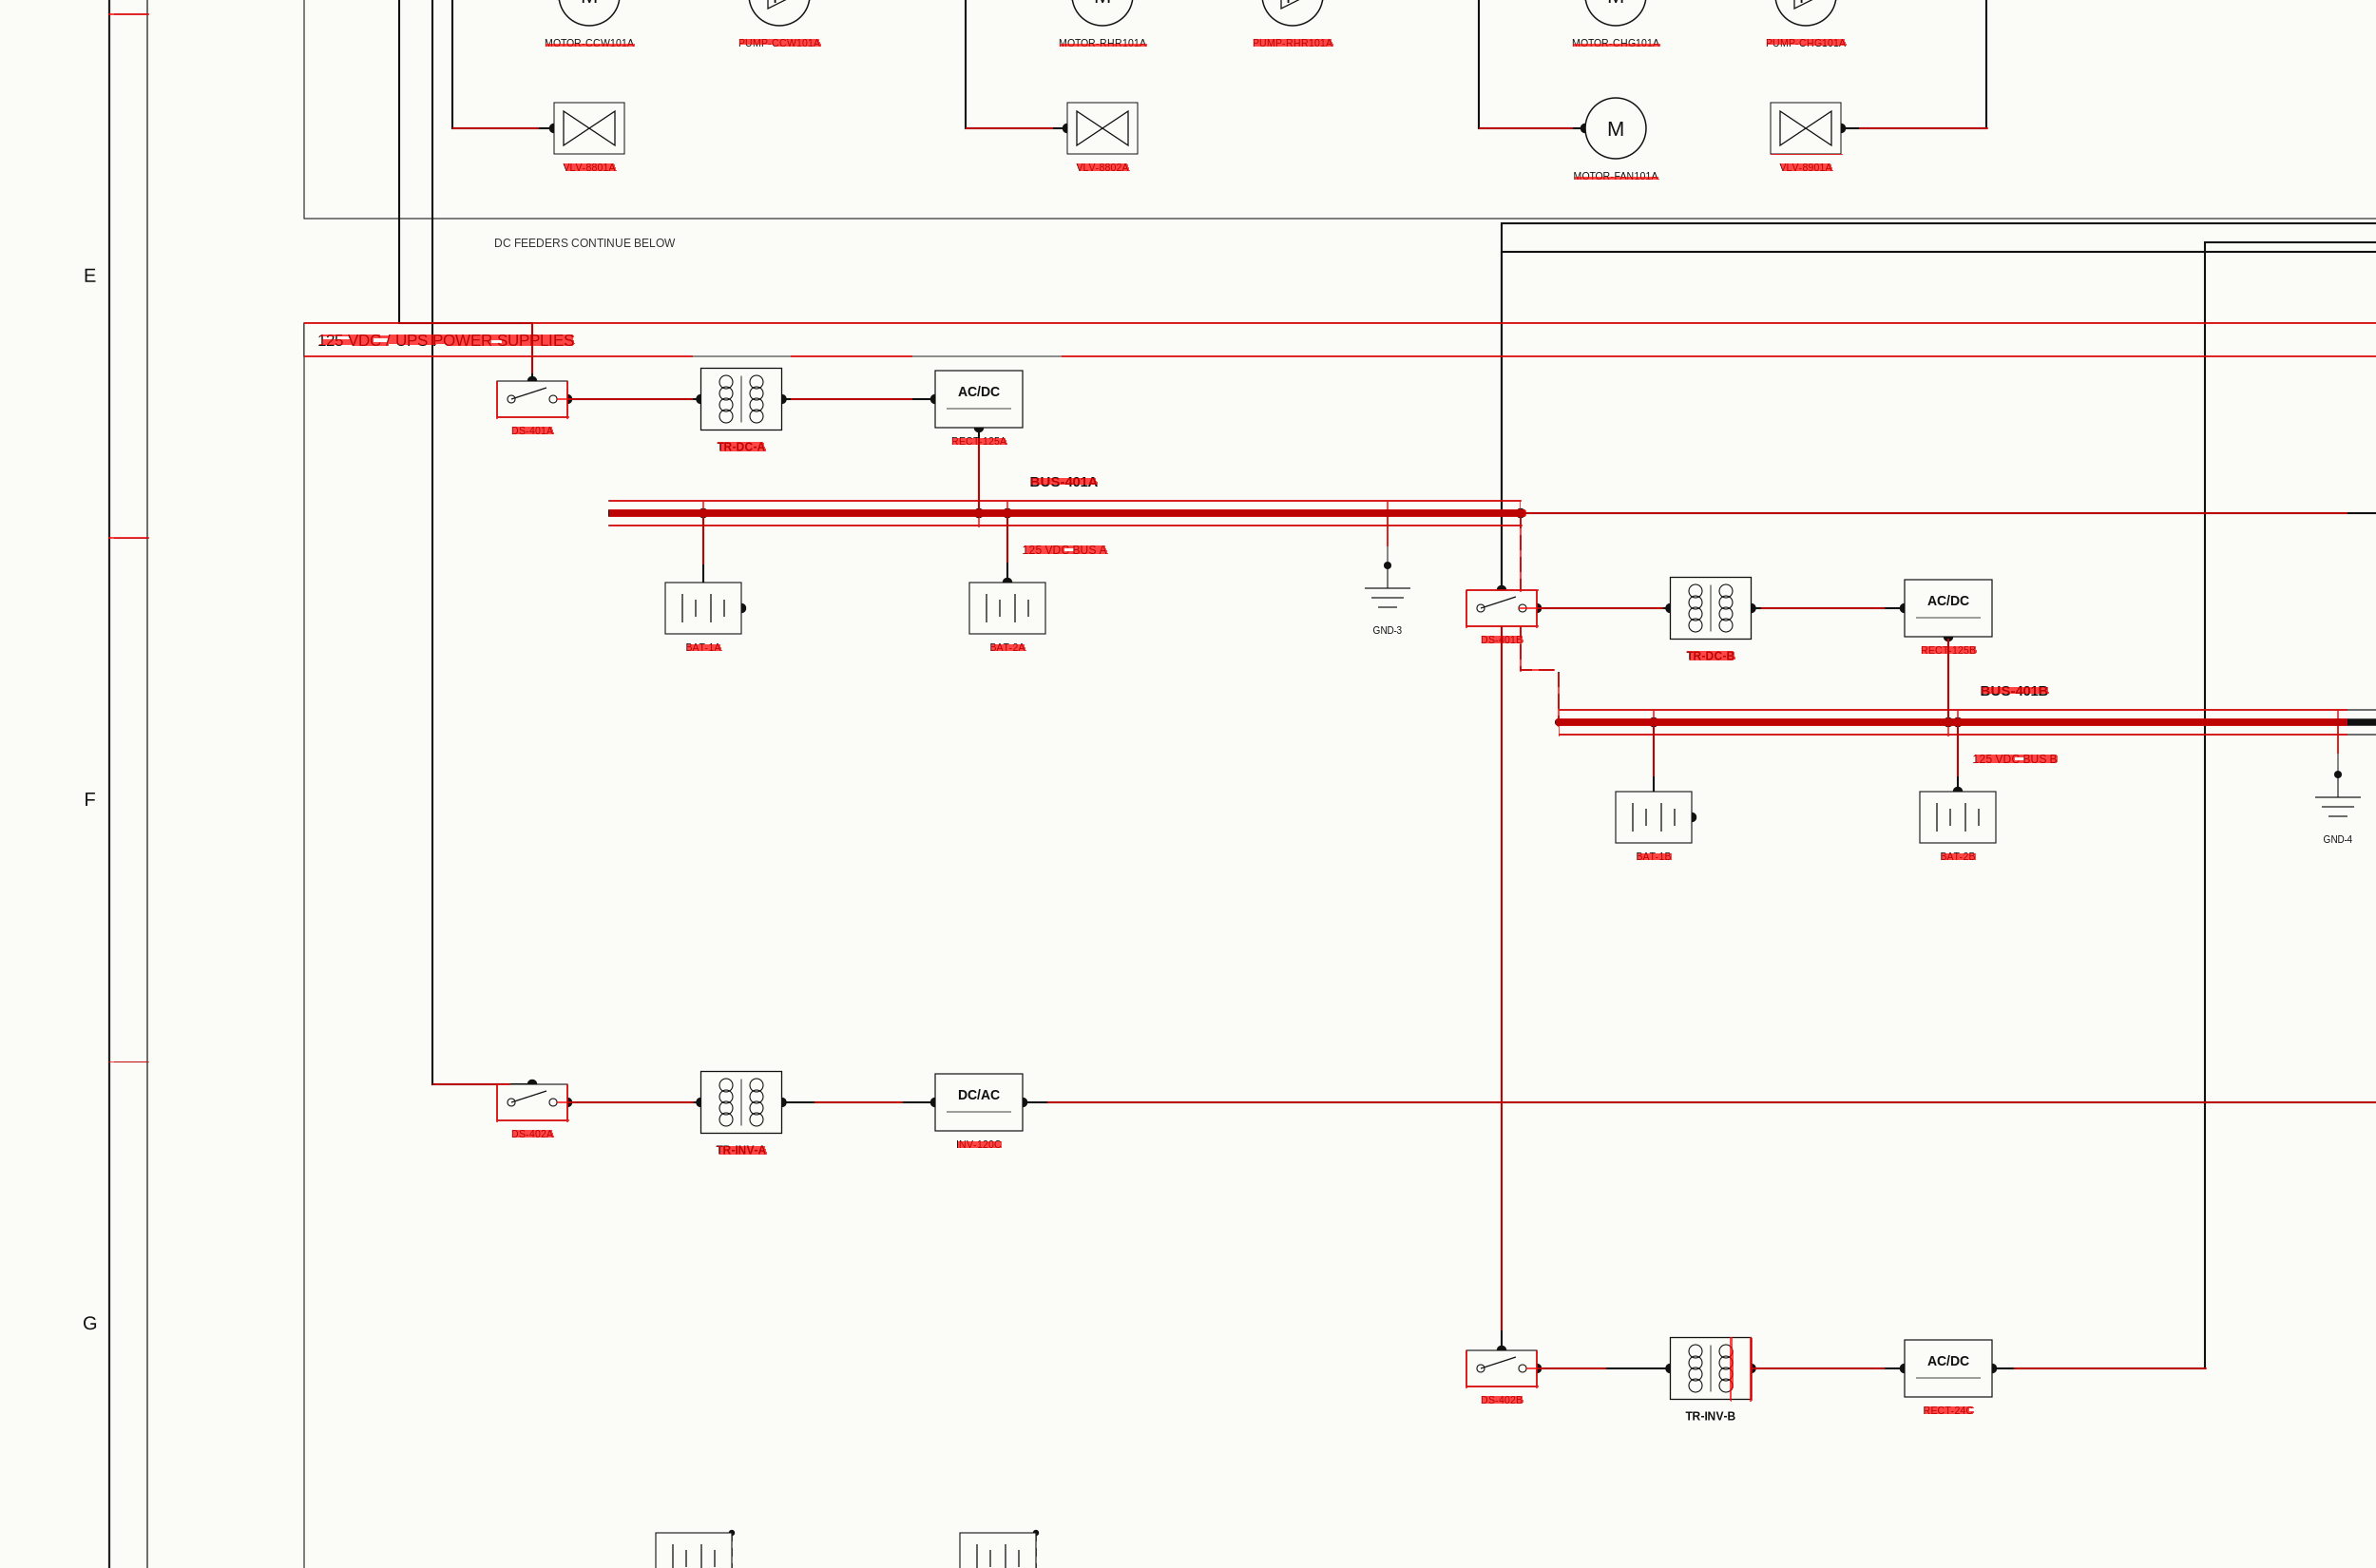 M
M
M
MOTOR-CCW101A
PUMP-CCW101A
MOTOR-RHR101A
PUMP-RHR101A
MOTOR-CHG101A
PUMP-CHG101A
M
VLV-8801A
VLV-8802A
MOTOR-FAN101A
VLV-8901A
DC FEEDERS CONTINUE BELOW
E
125 VDC / UPS POWER SUPPLIES
AC/DC
DS-401A
TR-DC-A
RECT-125A
BUS-401A
125 VDC BUS A
AC/DC
BAT-1A
BAT-2A
GND-3
DS-401B
TR-DC-B
RECT-125B
BUS-401B
125 VDC BUS B
F
GND-4
BAT-1B
BAT-2B
DC/AC
DS-402A
TR-INV-A
INV-120C
G
AC/DC
DS-402B
TR-INV-B
RECT-24C